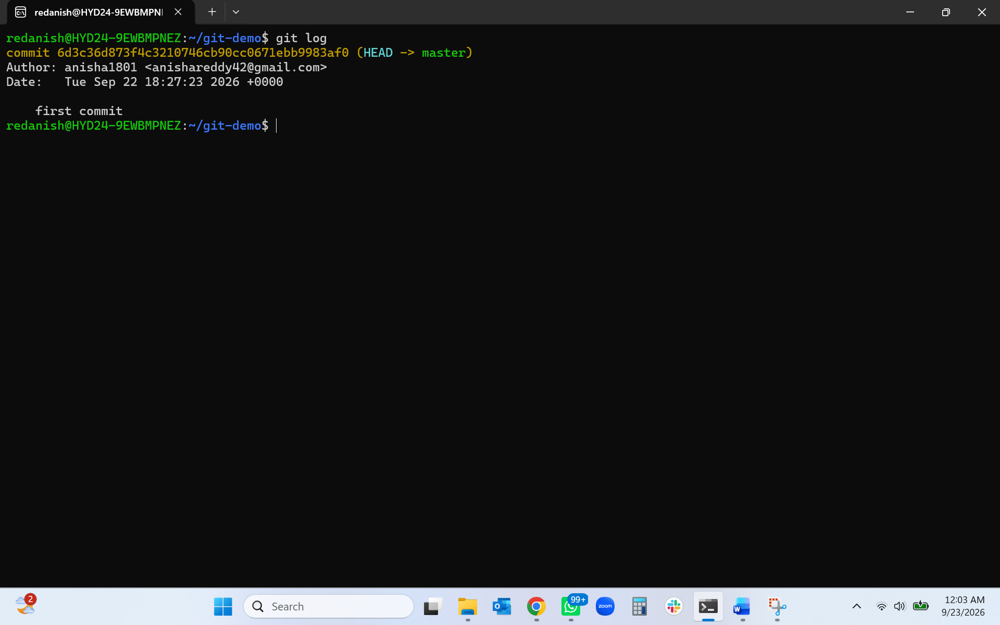 redanish@HYD24-9EWBMPNE
redanish@HYD24-9EWBMPNEZ:~/git-demo$ git log
commit 6d3c36d873f4c3210746cb90cc0671ebb9983af0 (HEAD -> master)
Author: anisha1801 <anishareddy42@gmail.com>
Date:   Tue Sep 22 18:27:23 2026 +0000
    first commit
redanish@HYD24-9EWBMPNEZ:~/git-demo$
2
Search
99+
zoom
12:03 AM
9/23/2026